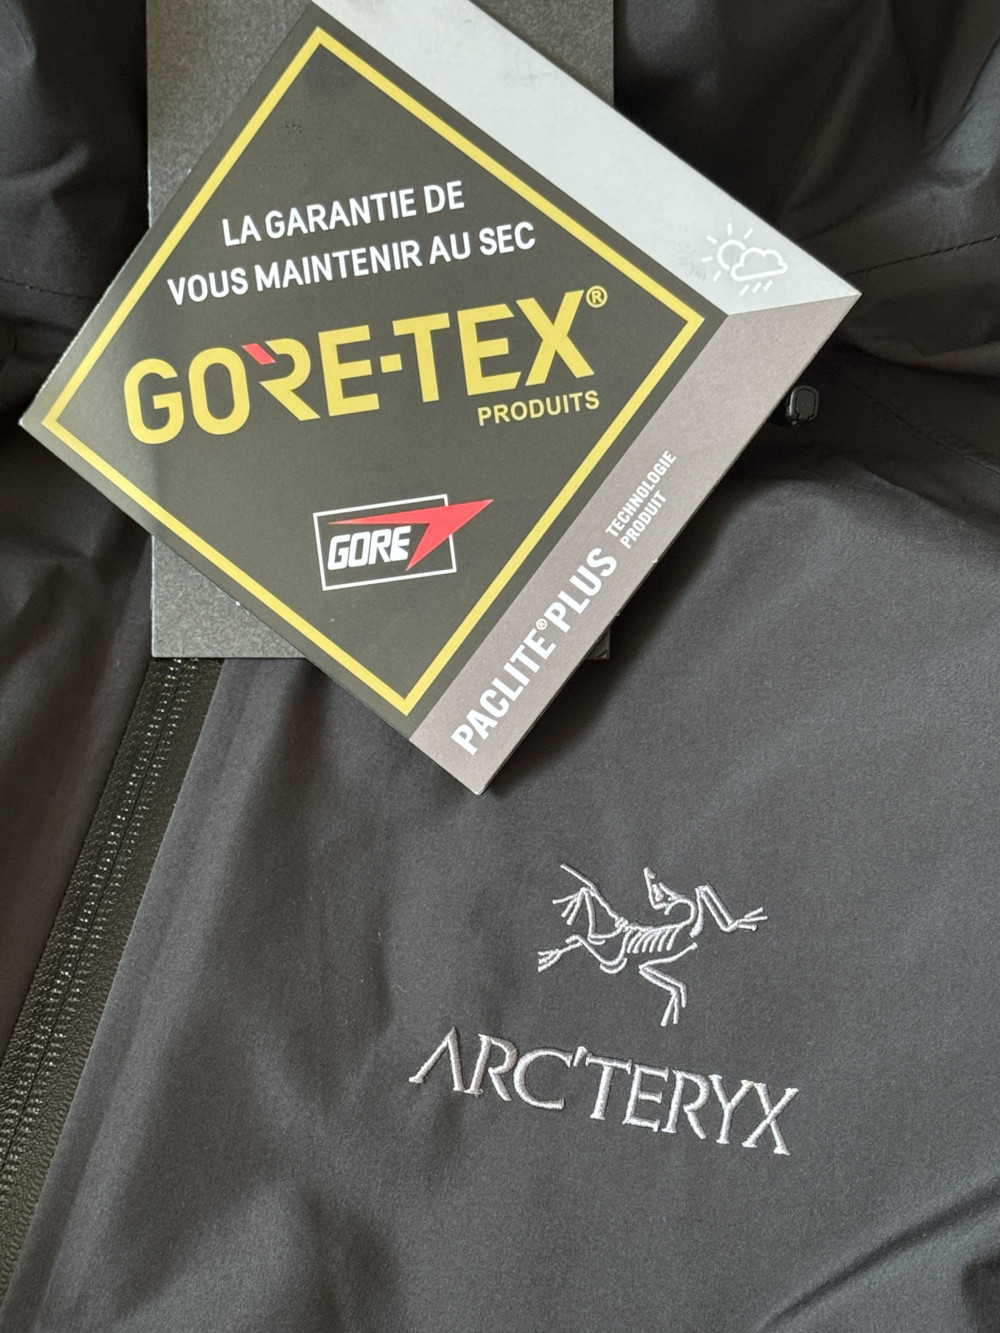 LA GARANTIE DE
VOUS MAINTENIR AU SEC
GORE-TEX®
PRODUITS
GORE
PACLITE® PLUS
TECHNOLOGIE
PRODUIT
ARC'TERYX